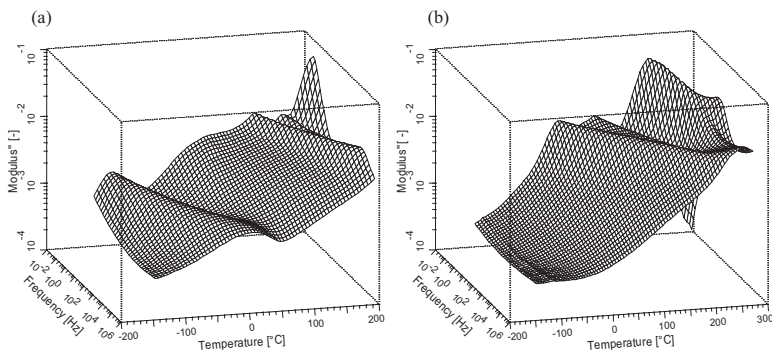 (a)
10^-1
10^-2
10^-3
10^-4
Modulus'' [-]
10^-2 10^0 10^2 10^4 10^6
Frequency [Hz]
-200 -100 0 100 200
Temperature [°C]
(b)
10^-1
10^-2
10^-3
10^-4
Modulus'' [-]
10^-2 10^0 10^2 10^4 10^6
Frequency [Hz]
-200 -100 0 100 200 300
Temperature [°C]